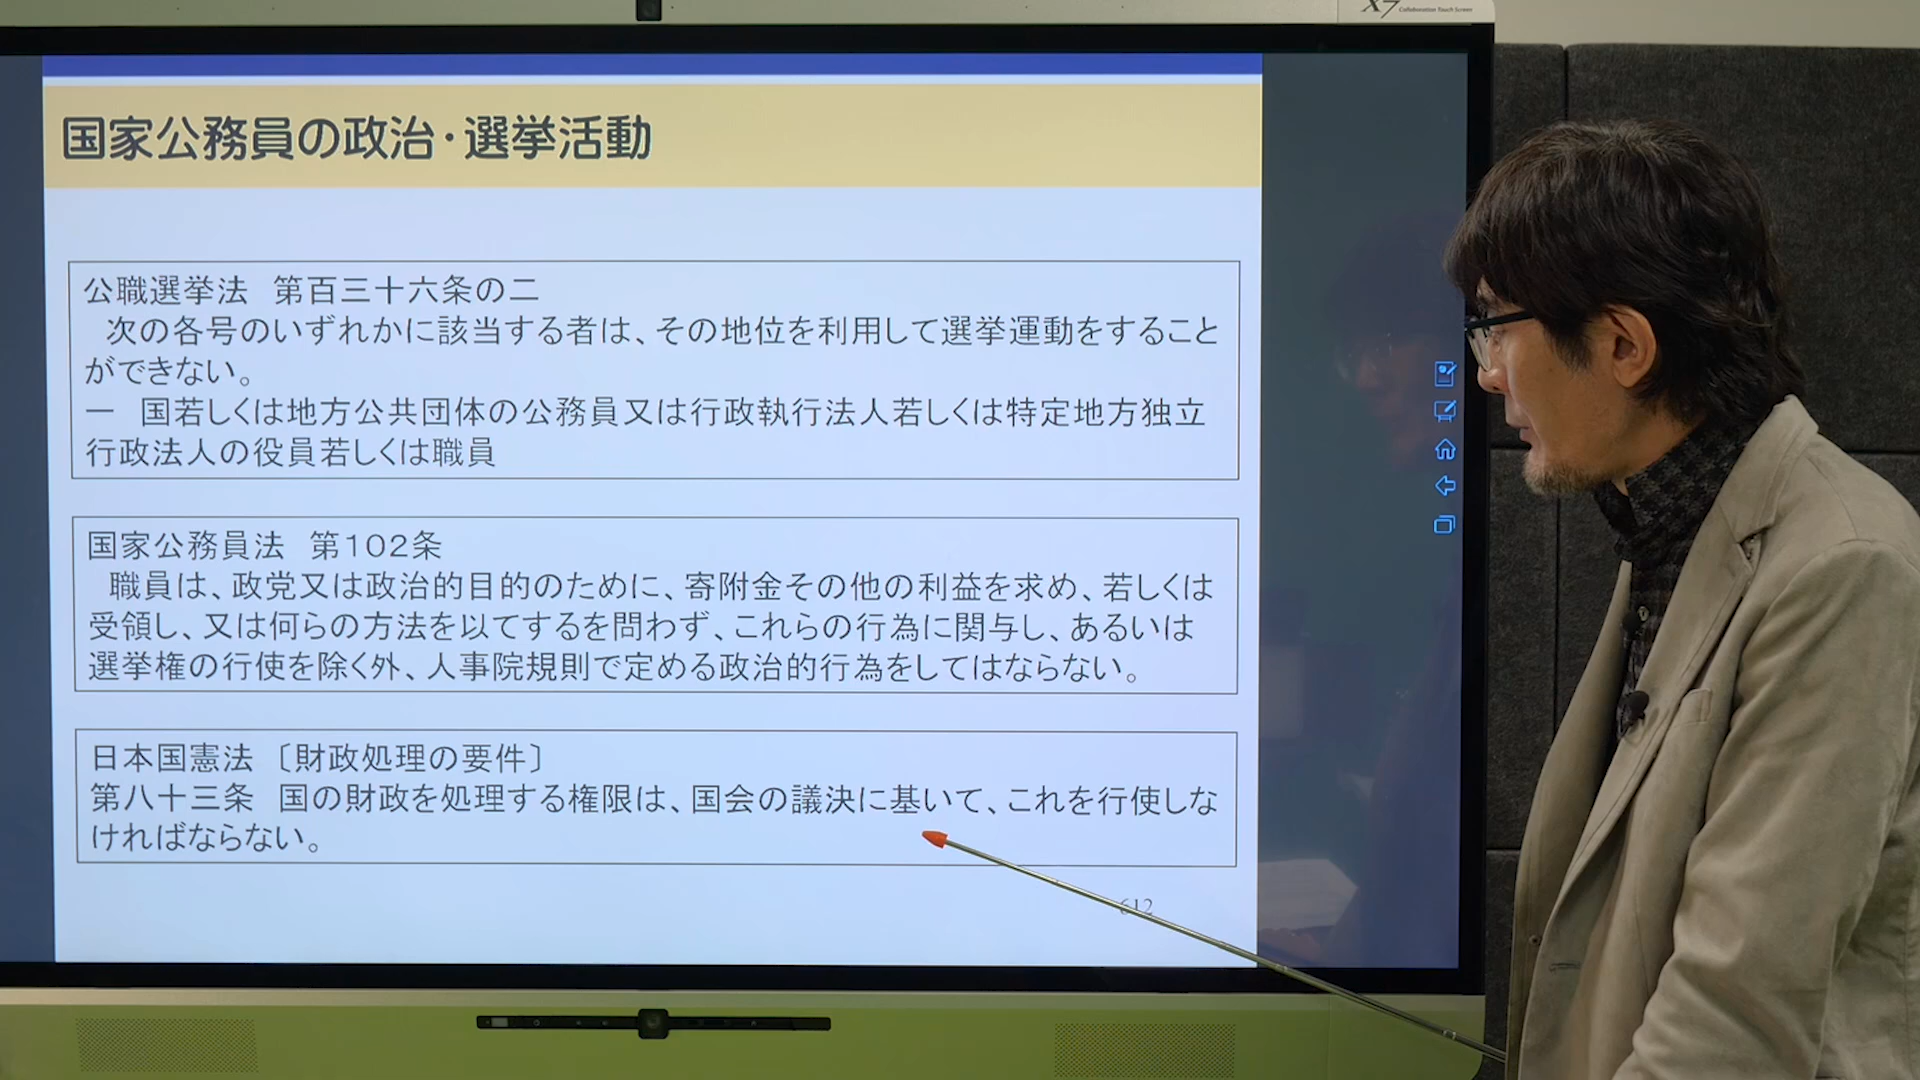 X7 Collaboration Touch Screen
国家公務員の政治・選挙活動
公職選挙法　第百三十六条の二
次の各号のいずれかに該当する者は、その地位を利用して選挙運動をすること
ができない。
一　国若しくは地方公共団体の公務員又は行政執行法人若しくは特定地方独立
行政法人の役員若しくは職員
国家公務員法　第102条
職員は、政党又は政治的目的のために、寄附金その他の利益を求め、若しくは
受領し、又は何らの方法を以てするを問わず、これらの行為に関与し、あるいは
選挙権の行使を除く外、人事院規則で定める政治的行為をしてはならない。
日本国憲法　〔財政処理の要件〕
第八十三条　国の財政を処理する権限は、国会の議決に基いて、これを行使しな
ければならない。
612